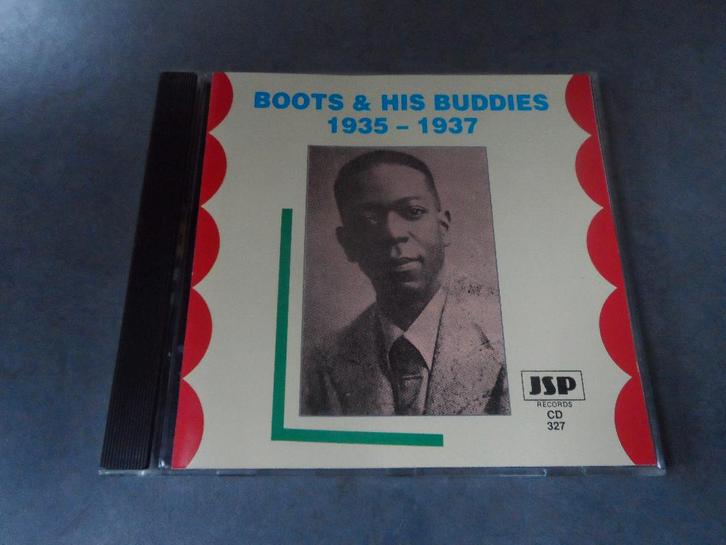 BOOTS & HIS BUDDIES
1935 – 1937
JSP
RECORDS
CD
327